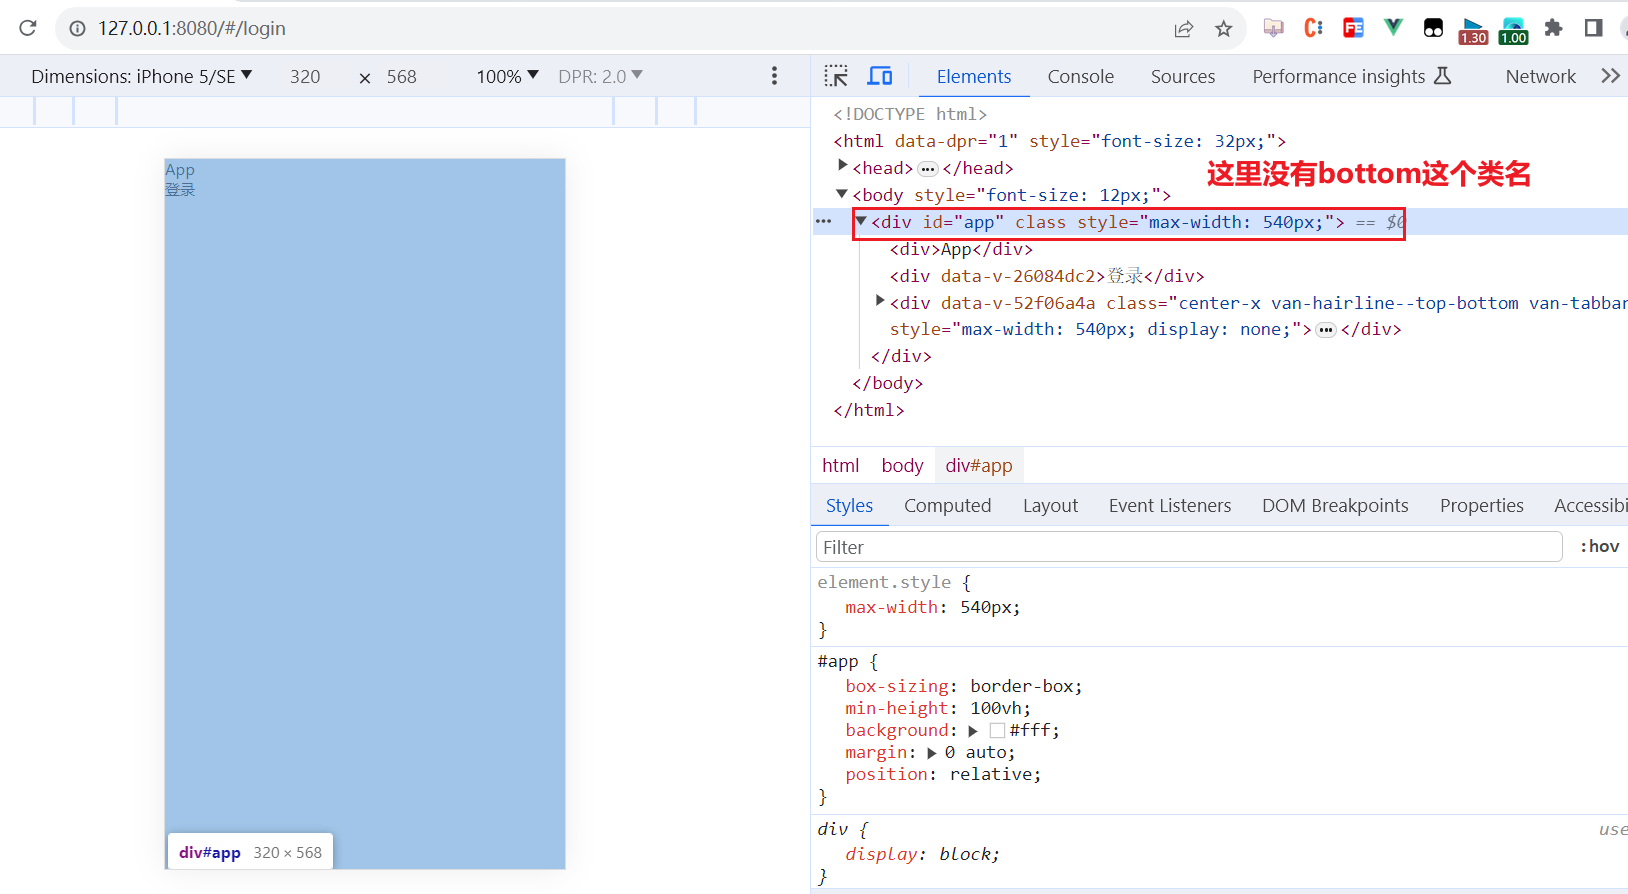 127.0.0.1:8080/#/login
1.30
1.00
Dimensions: iPhone 5/SE 320 × 568 100% DPR: 2.0
Elements Console Sources Performance insights Network
<!DOCTYPE html>
<html data-dpr="1" style="font-size: 32px;">
<head>…</head>
这里没有bottom这个类名
<body style="font-size: 12px;">
<div id="app" class style="max-width: 540px;"> == $0
<div>App</div>
<div data-v-26084dc2>登录</div>
<div data-v-52f06a4a class="center-x van-hairline--top-bottom van-tabbar
style="max-width: 540px; display: none;">…</div>
</div>
</body>
</html>
html body div#app
Styles Computed Layout Event Listeners DOM Breakpoints Properties Accessibi
Filter
:hov
element.style {
max-width: 540px;
}
#app {
box-sizing: border-box;
min-height: 100vh;
background: #fff;
margin: 0 auto;
position: relative;
}
div {
use
display: block;
}
App
登录
div#app 320 × 568